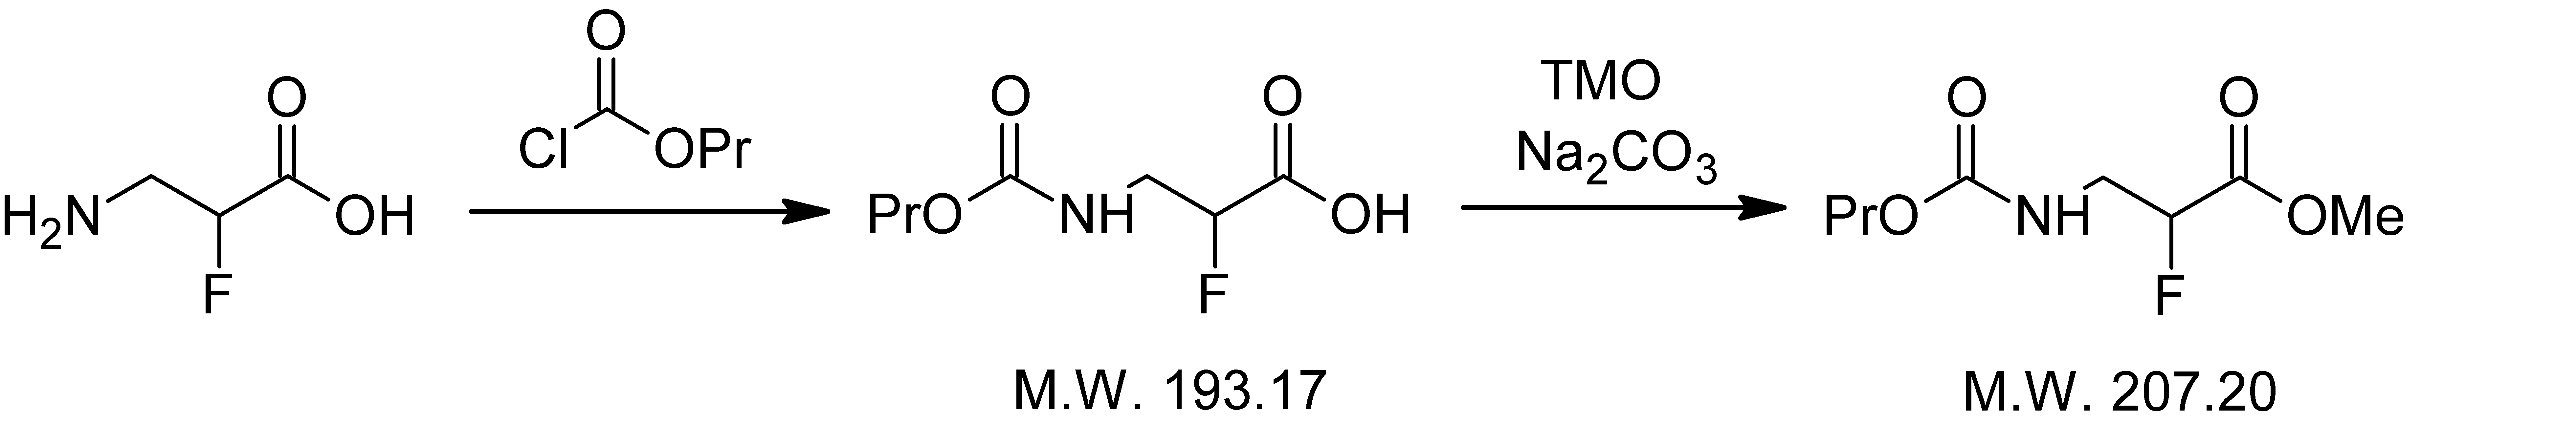 O
O
Cl
OPr
H₂N
OH
F
O
O
PrO
NH
OH
F
M.W. 193.17
TMO
Na₂CO₃
O
O
PrO
NH
OMe
F
M.W. 207.20